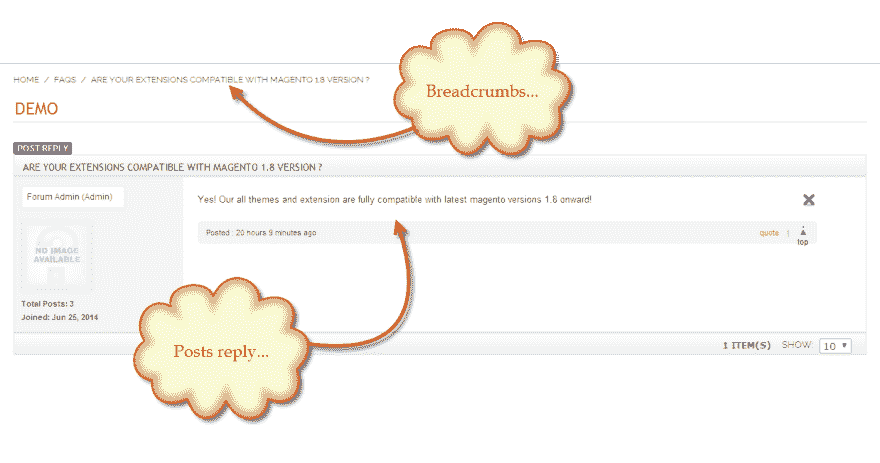 HOME / FAQS / ARE YOUR EXTENSIONS COMPATIBLE WITH MAGENTO 1.8 VERSION ?
Breadcrumbs...
DEMO
POST REPLY
ARE YOUR EXTENSIONS COMPATIBLE WITH MAGENTO 1.8 VERSION ?
Forum Admin (Admin)
Yes! Our all themes and extension are fully compatible with latest magento versions 1.8 onward!
Posted : 20 hours 9 minutes ago
quote
top
NO IMAGE
AVAILABLE
Total Posts: 3
Joined: Jun 25, 2014
Posts reply...
1 ITEM(S) SHOW: 10